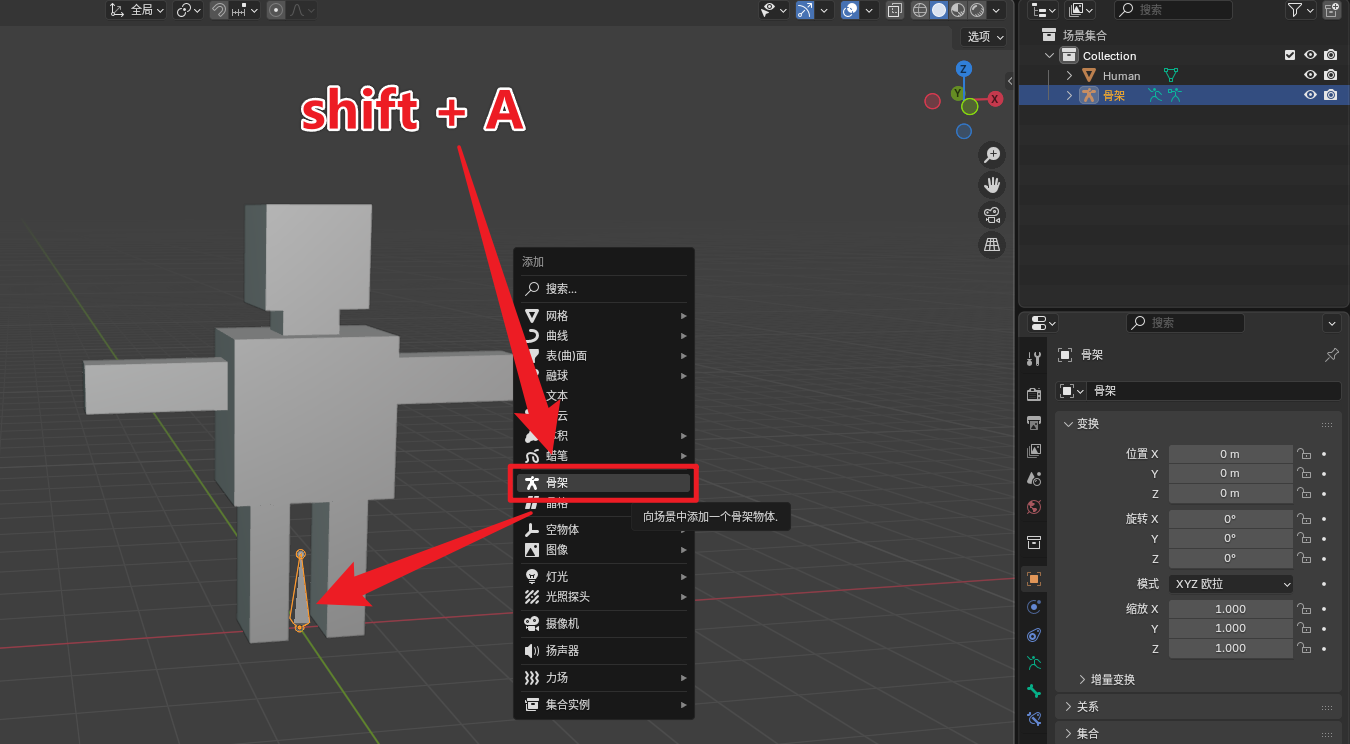 全局
选项
shift + A
Z
Y
X
添加
搜索...
网格
曲线
表(曲)面
融球
文本
云
积
蜡笔
骨架
晶格
向场景中添加一个骨架物体.
空物体
图像
灯光
光照探头
摄像机
扬声器
力场
集合实例
搜索
场景集合
Collection
Human
骨架
搜索
骨架
骨架
变换
位置 X 0 m
Y 0 m
Z 0 m
旋转 X 0°
Y 0°
Z 0°
模式 XYZ 欧拉
缩放 X 1.000
Y 1.000
Z 1.000
增量变换
关系
集合